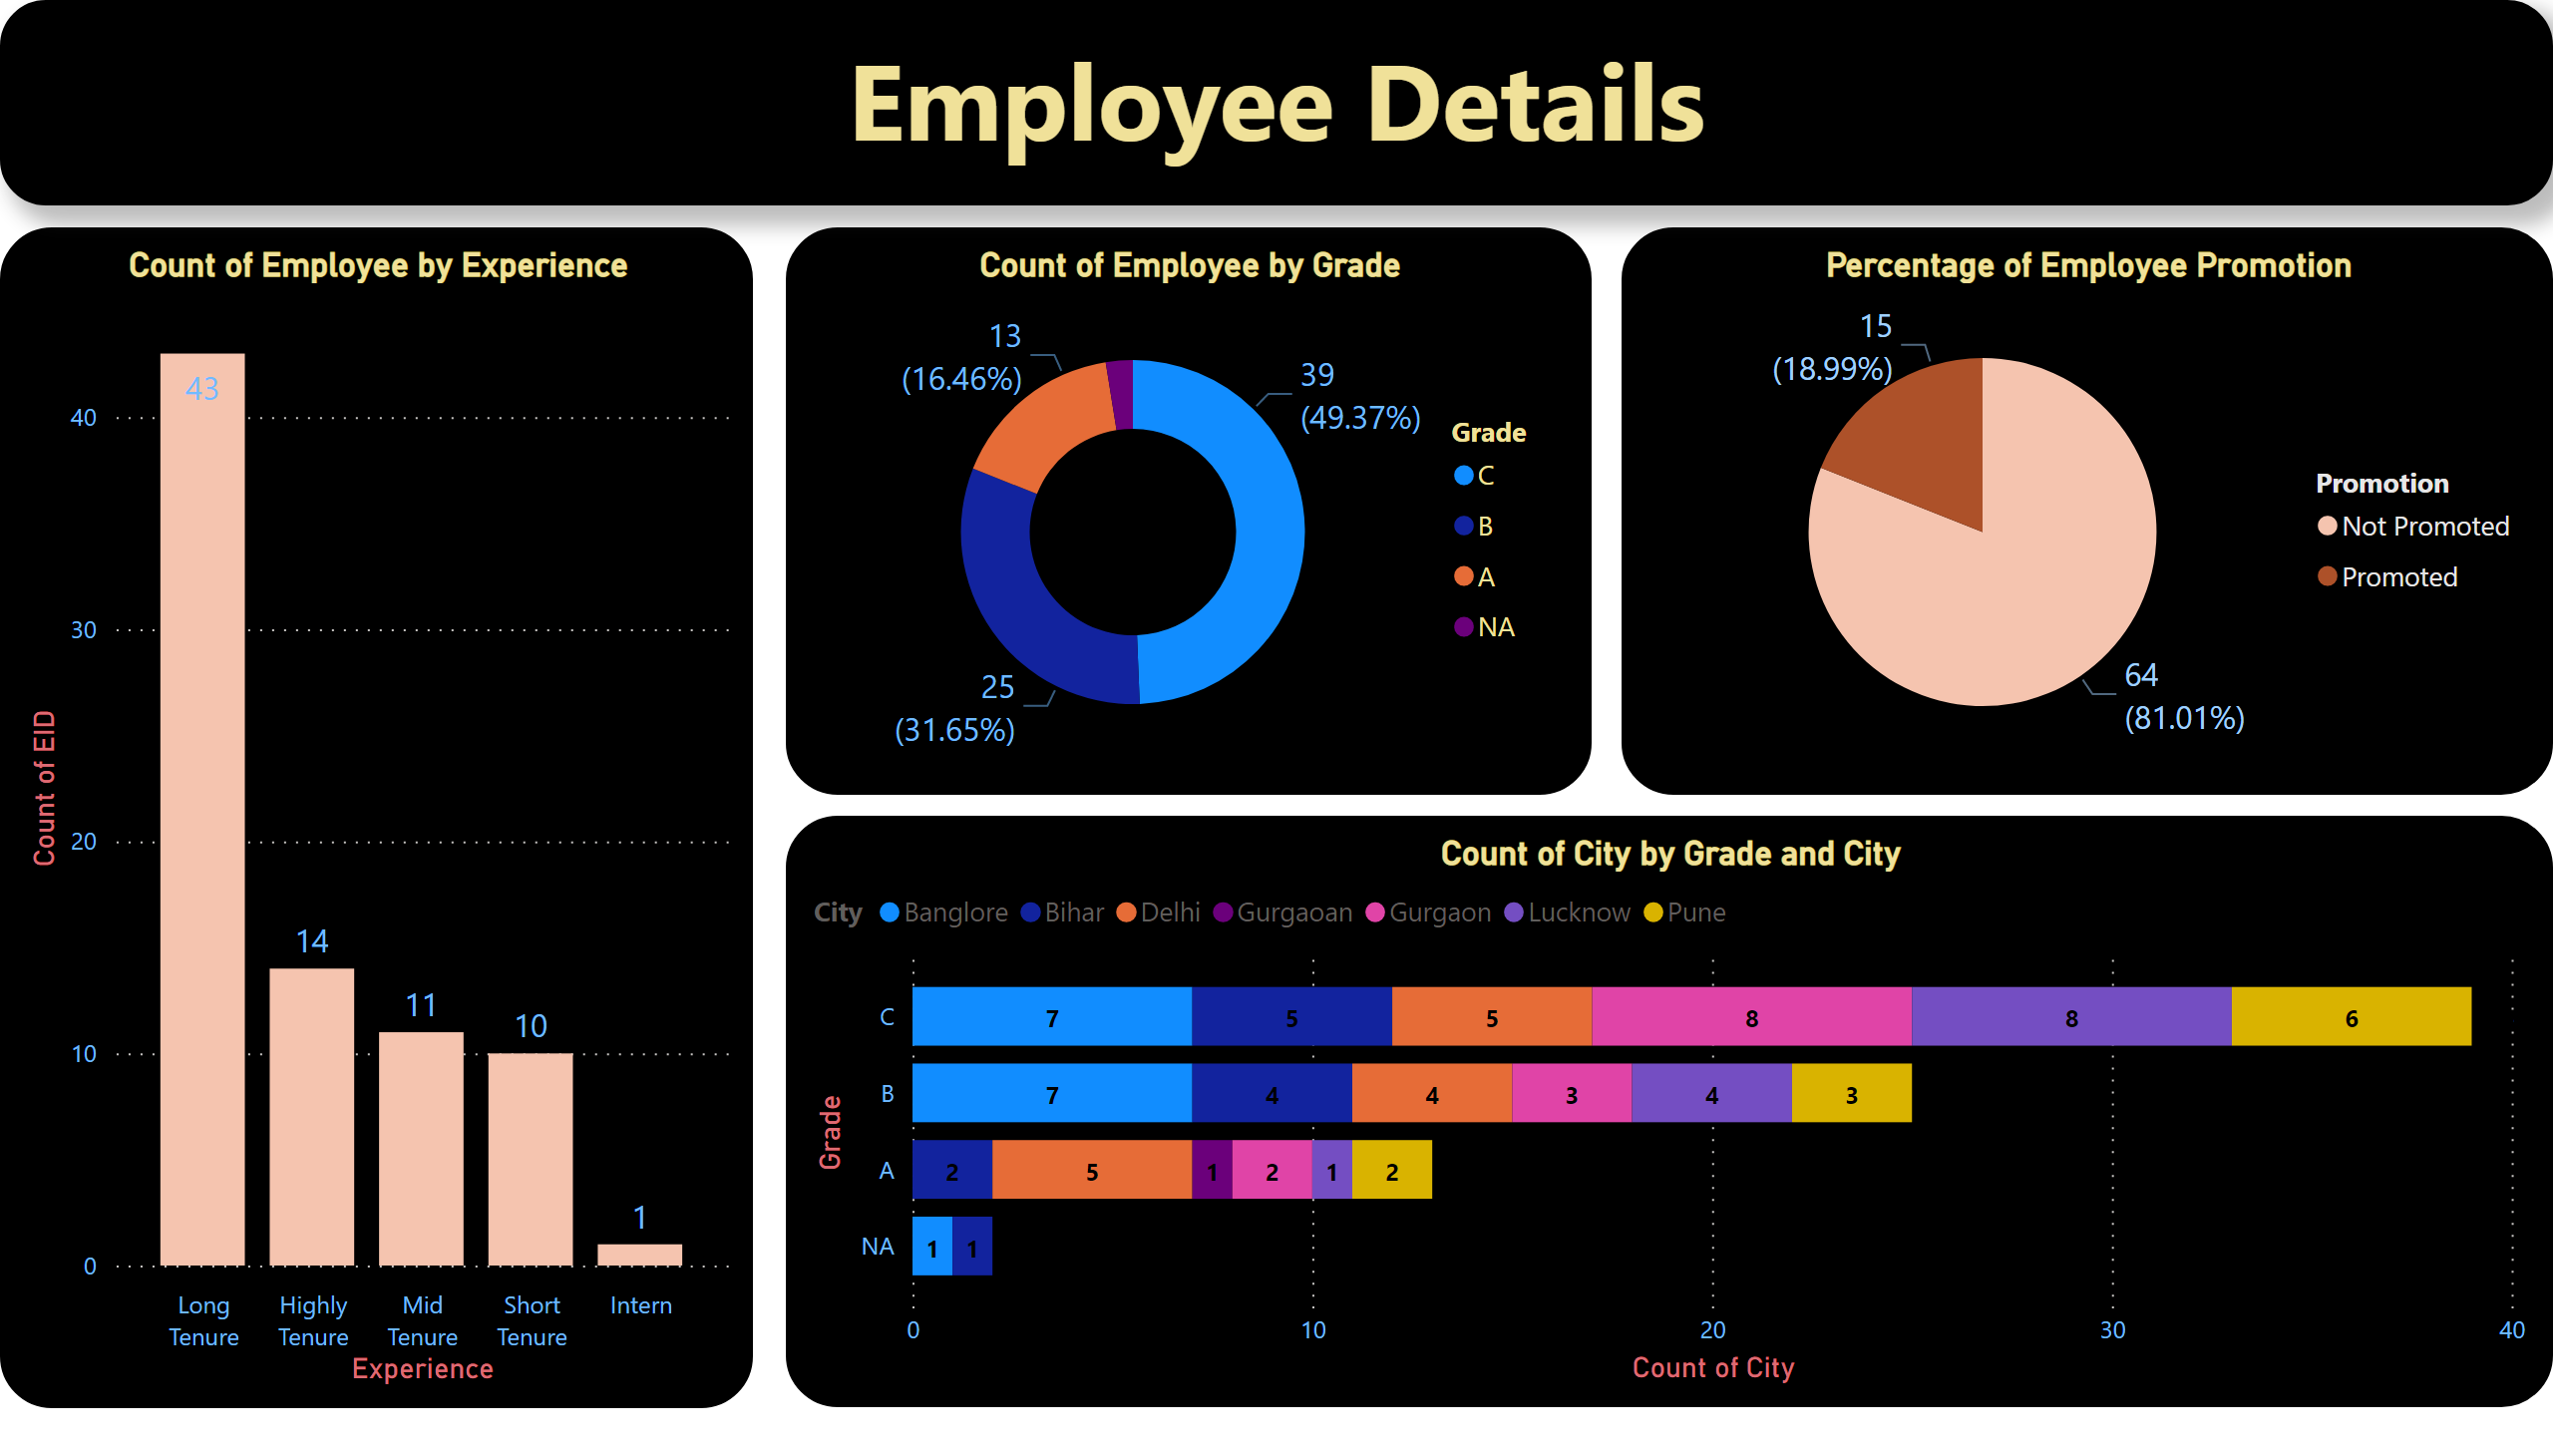 Employee Details
Count of Employee by Experience
43
14
11
10
1
40
30
20
10
0
Count of EID
Long Tenure
Highly Tenure
Mid Tenure
Short Tenure
Intern
Experience
Count of Employee by Grade
13
(16.46%)
39
(49.37%)
25
(31.65%)
Grade
C
B
A
NA
Percentage of Employee Promotion
15
(18.99%)
64
(81.01%)
Promotion
Not Promoted
Promoted
Count of City by Grade and City
City Banglore Bihar Delhi Gurgaoan Gurgaon Lucknow Pune
C 7 5 5 8 8 6
B 7 4 4 3 4 3
A 2 5 1 2 1 2
NA 1 1
Grade
0 10 20 30 40
Count of City